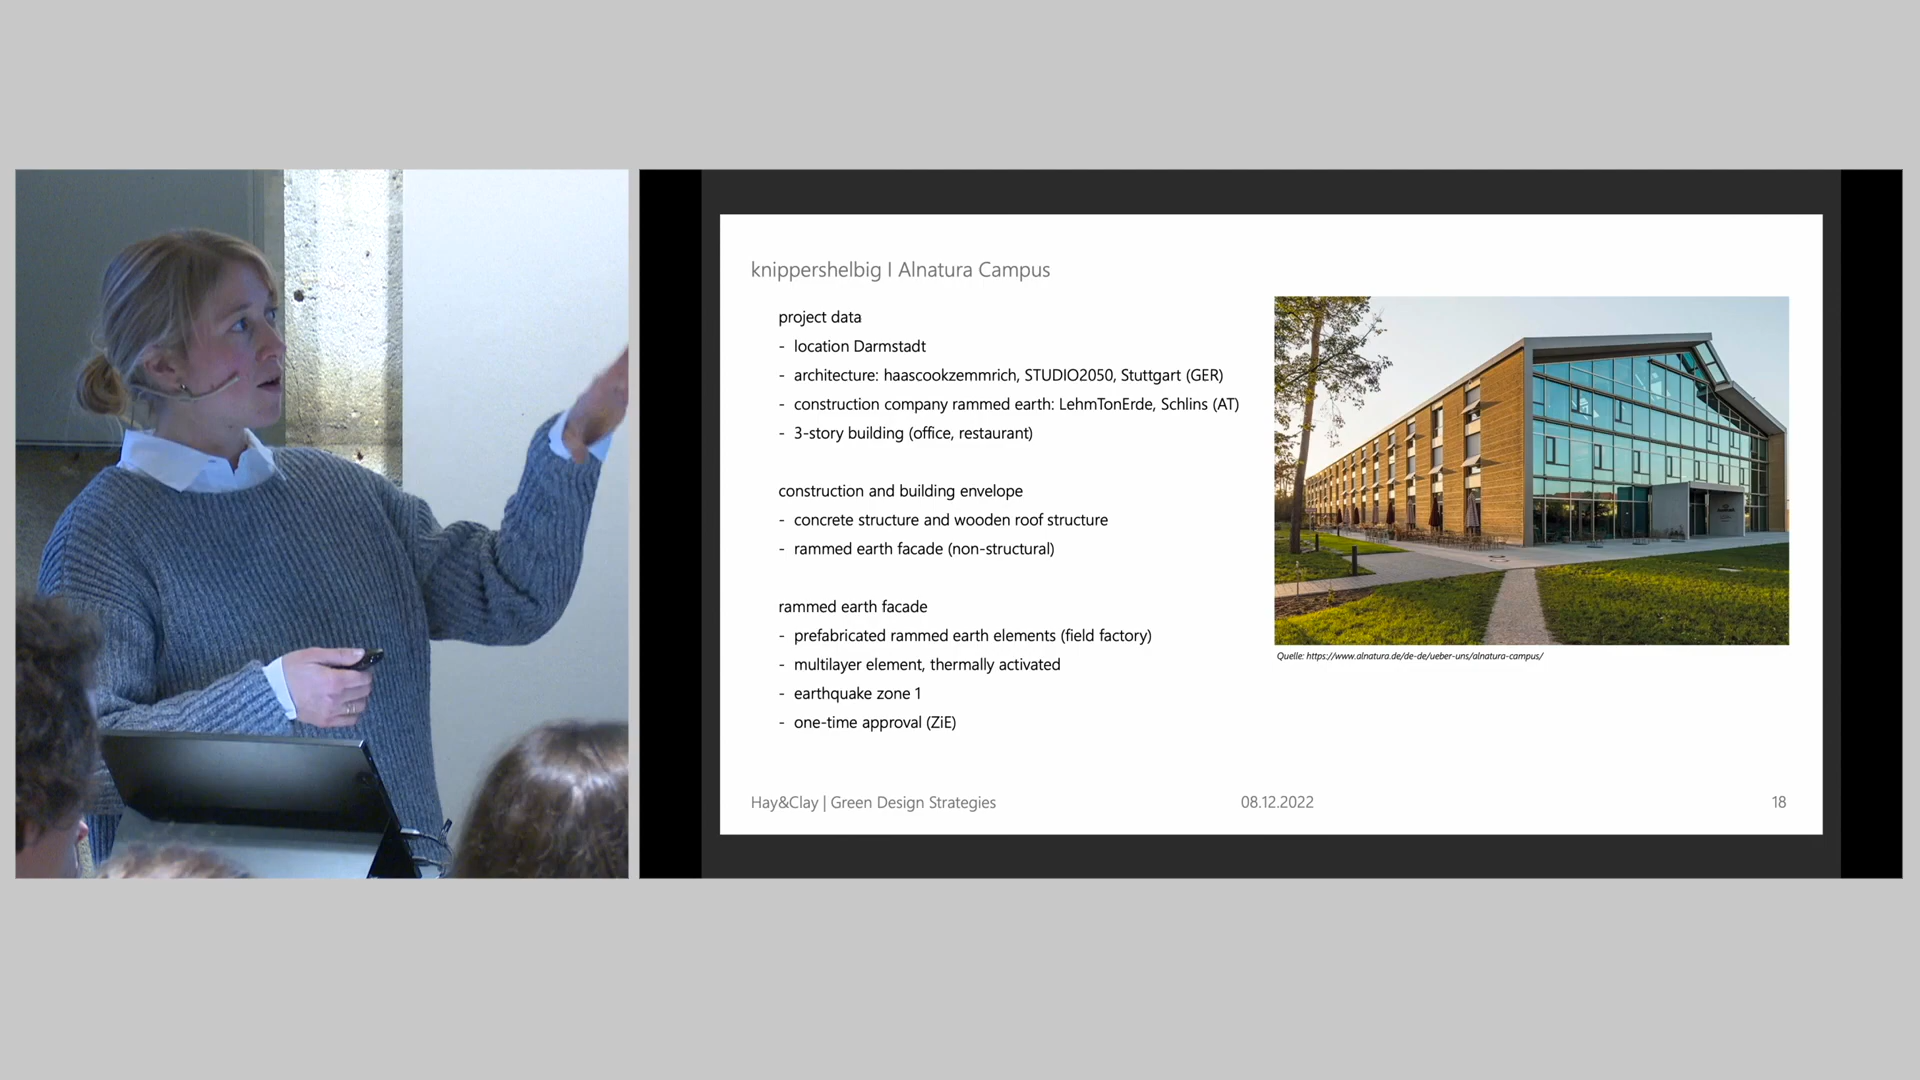 knippershelbig I Alnatura Campus
project data
- location Darmstadt
- architecture: haascookzemmrich, STUDIO2050, Stuttgart (GER)
- construction company rammed earth: LehmTonErde, Schlins (AT)
- 3-story building (office, restaurant)
construction and building envelope
- concrete structure and wooden roof structure
- rammed earth facade (non-structural)
rammed earth facade
- prefabricated rammed earth elements (field factory)
- multilayer element, thermally activated
- earthquake zone 1
- one-time approval (ZiE)
Quelle: https://www.alnatura.de/de-de/ueber-uns/alnatura-campus/
Hay&Clay | Green Design Strategies
08.12.2022
18